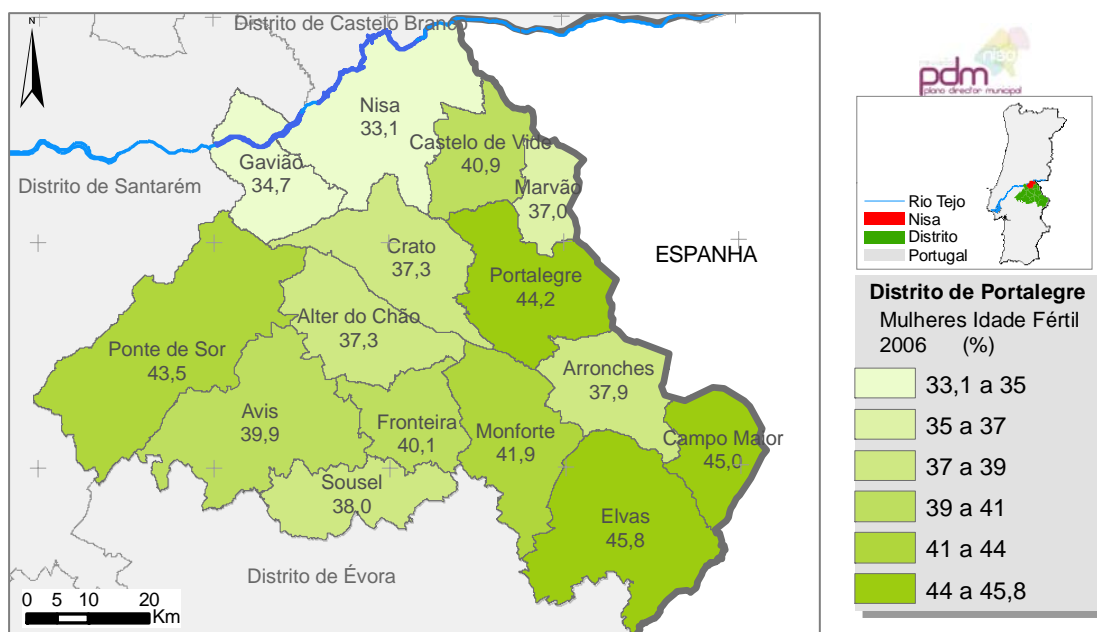 Distrito de Castelo Branco
N
Nisa
33,1
Castelo de Vide
40,9
Gavião
34,7
Marvão
37,0
Distrito de Santarém
Crato
37,3
Portalegre
44,2
ESPANHA
Alter do Chão
37,3
Ponte de Sor
43,5
Arronches
37,9
Avis
39,9
Fronteira
40,1
Monforte
41,9
Campo Maior
45,0
Sousel
38,0
Elvas
45,8
Distrito de Évora
0 5 10 20
Km
nisa
pdm
plano director municipal
Rio Tejo
Nisa
Distrito
Portugal
Distrito de Portalegre
Mulheres Idade Fértil
2006 (%)
33,1 a 35
35 a 37
37 a 39
39 a 41
41 a 44
44 a 45,8